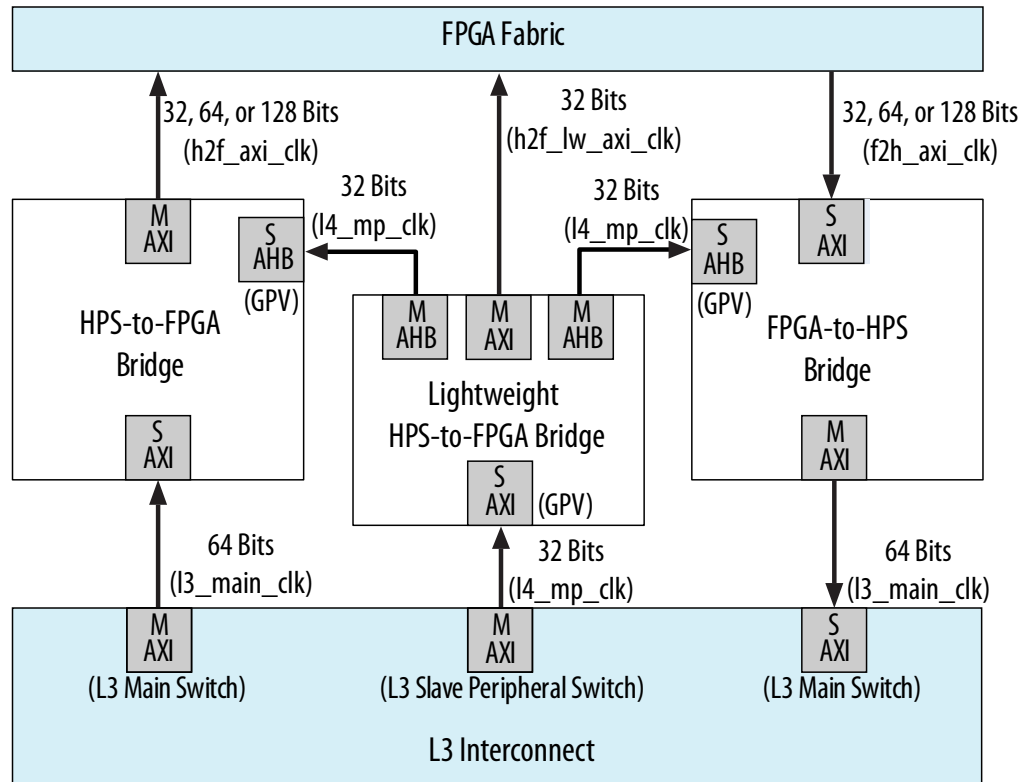 FPGA Fabric
32, 64, or 128 Bits
(h2f_axi_clk)
32 Bits
(h2f_lw_axi_clk)
32, 64, or 128 Bits
(f2h_axi_clk)
32 Bits
(l4_mp_clk)
32 Bits
(l4_mp_clk)
M
AXI
S
AHB
(GPV)
HPS-to-FPGA
Bridge
S
AXI
M
AHB
M
AXI
M
AHB
Lightweight
HPS-to-FPGA Bridge
S
AXI
(GPV)
S
AHB
(GPV)
S
AXI
FPGA-to-HPS
Bridge
M
AXI
64 Bits
(l3_main_clk)
32 Bits
(l4_mp_clk)
64 Bits
(l3_main_clk)
M
AXI
(L3 Main Switch)
M
AXI
(L3 Slave Peripheral Switch)
S
AXI
(L3 Main Switch)
L3 Interconnect